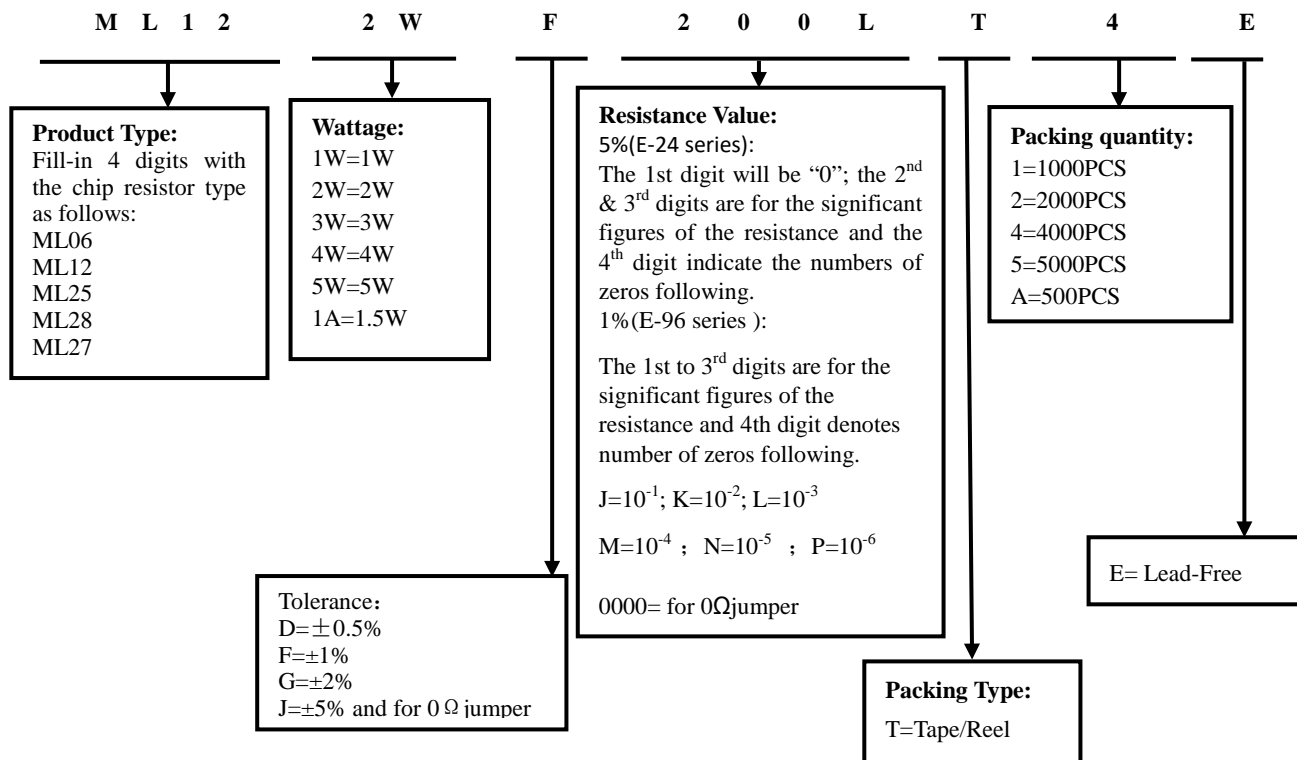 M L 1 2 2 W F 2 0 0 L T 4 E
Product Type:
Fill-in 4 digits with
the chip resistor type
as follows:
ML06
ML12
ML25
ML28
ML27
Wattage:
1W=1W
2W=2W
3W=3W
4W=4W
5W=5W
1A=1.5W
Resistance Value:
5%(E-24 series):
The 1st digit will be “0”; the 2nd
& 3rd digits are for the significant
figures of the resistance and the
4th digit indicate the numbers of
zeros following.
1%(E-96 series ):
The 1st to 3rd digits are for the
significant figures of the
resistance and 4th digit denotes
number of zeros following.
J=10-1; K=10-2; L=10-3
M=10-4 ； N=10-5 ；P=10-6
0000= for 0Ωjumper
Packing quantity:
1=1000PCS
2=2000PCS
4=4000PCS
5=5000PCS
A=500PCS
E= Lead-Free
Tolerance：
D=±0.5%
F=±1%
G=±2%
J=±5% and for 0Ω jumper
Packing Type:
T=Tape/Reel